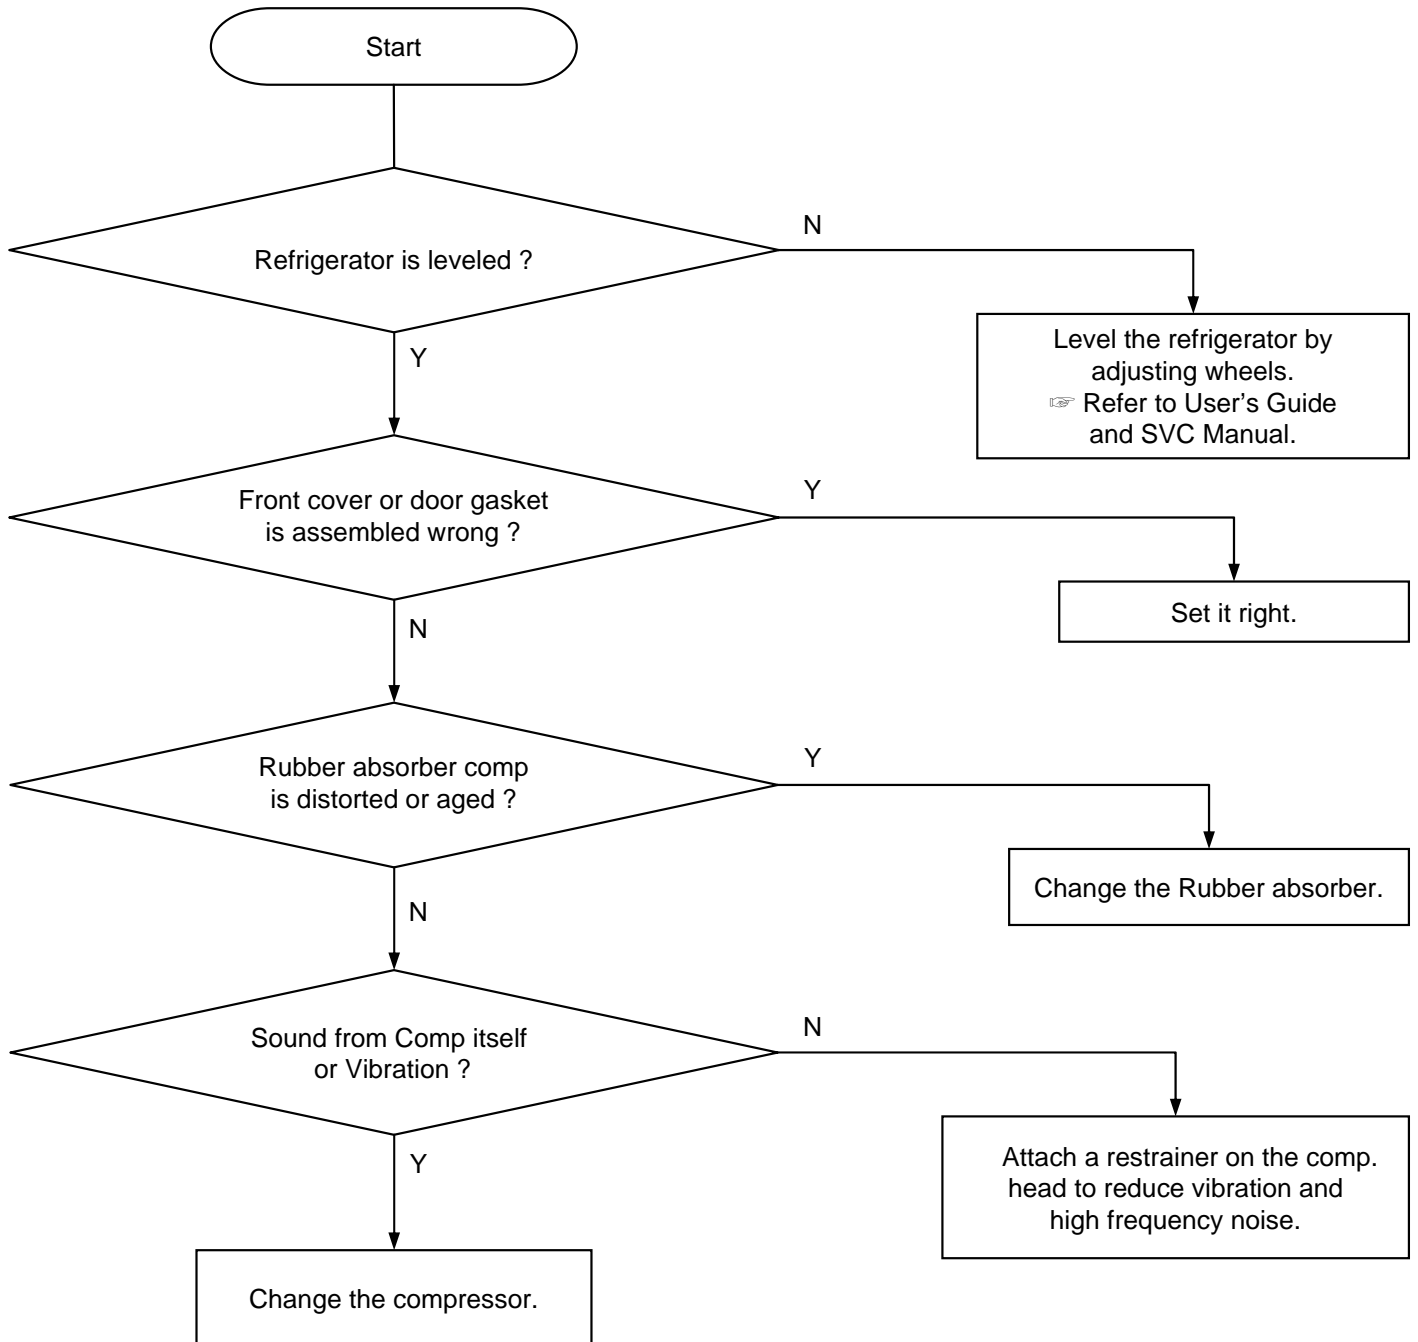 Start
Refrigerator is leveled ?
N
Y
Level the refrigerator by
adjusting wheels.
☞ Refer to User’s Guide
and SVC Manual.
Front cover or door gasket
is assembled wrong ?
Y
N
Set it right.
Rubber absorber comp
is distorted or aged ?
Y
N
Change the Rubber absorber.
Sound from Comp itself
or Vibration ?
N
Y
Attach a restrainer on the comp.
head to reduce vibration and
high frequency noise.
Change the compressor.